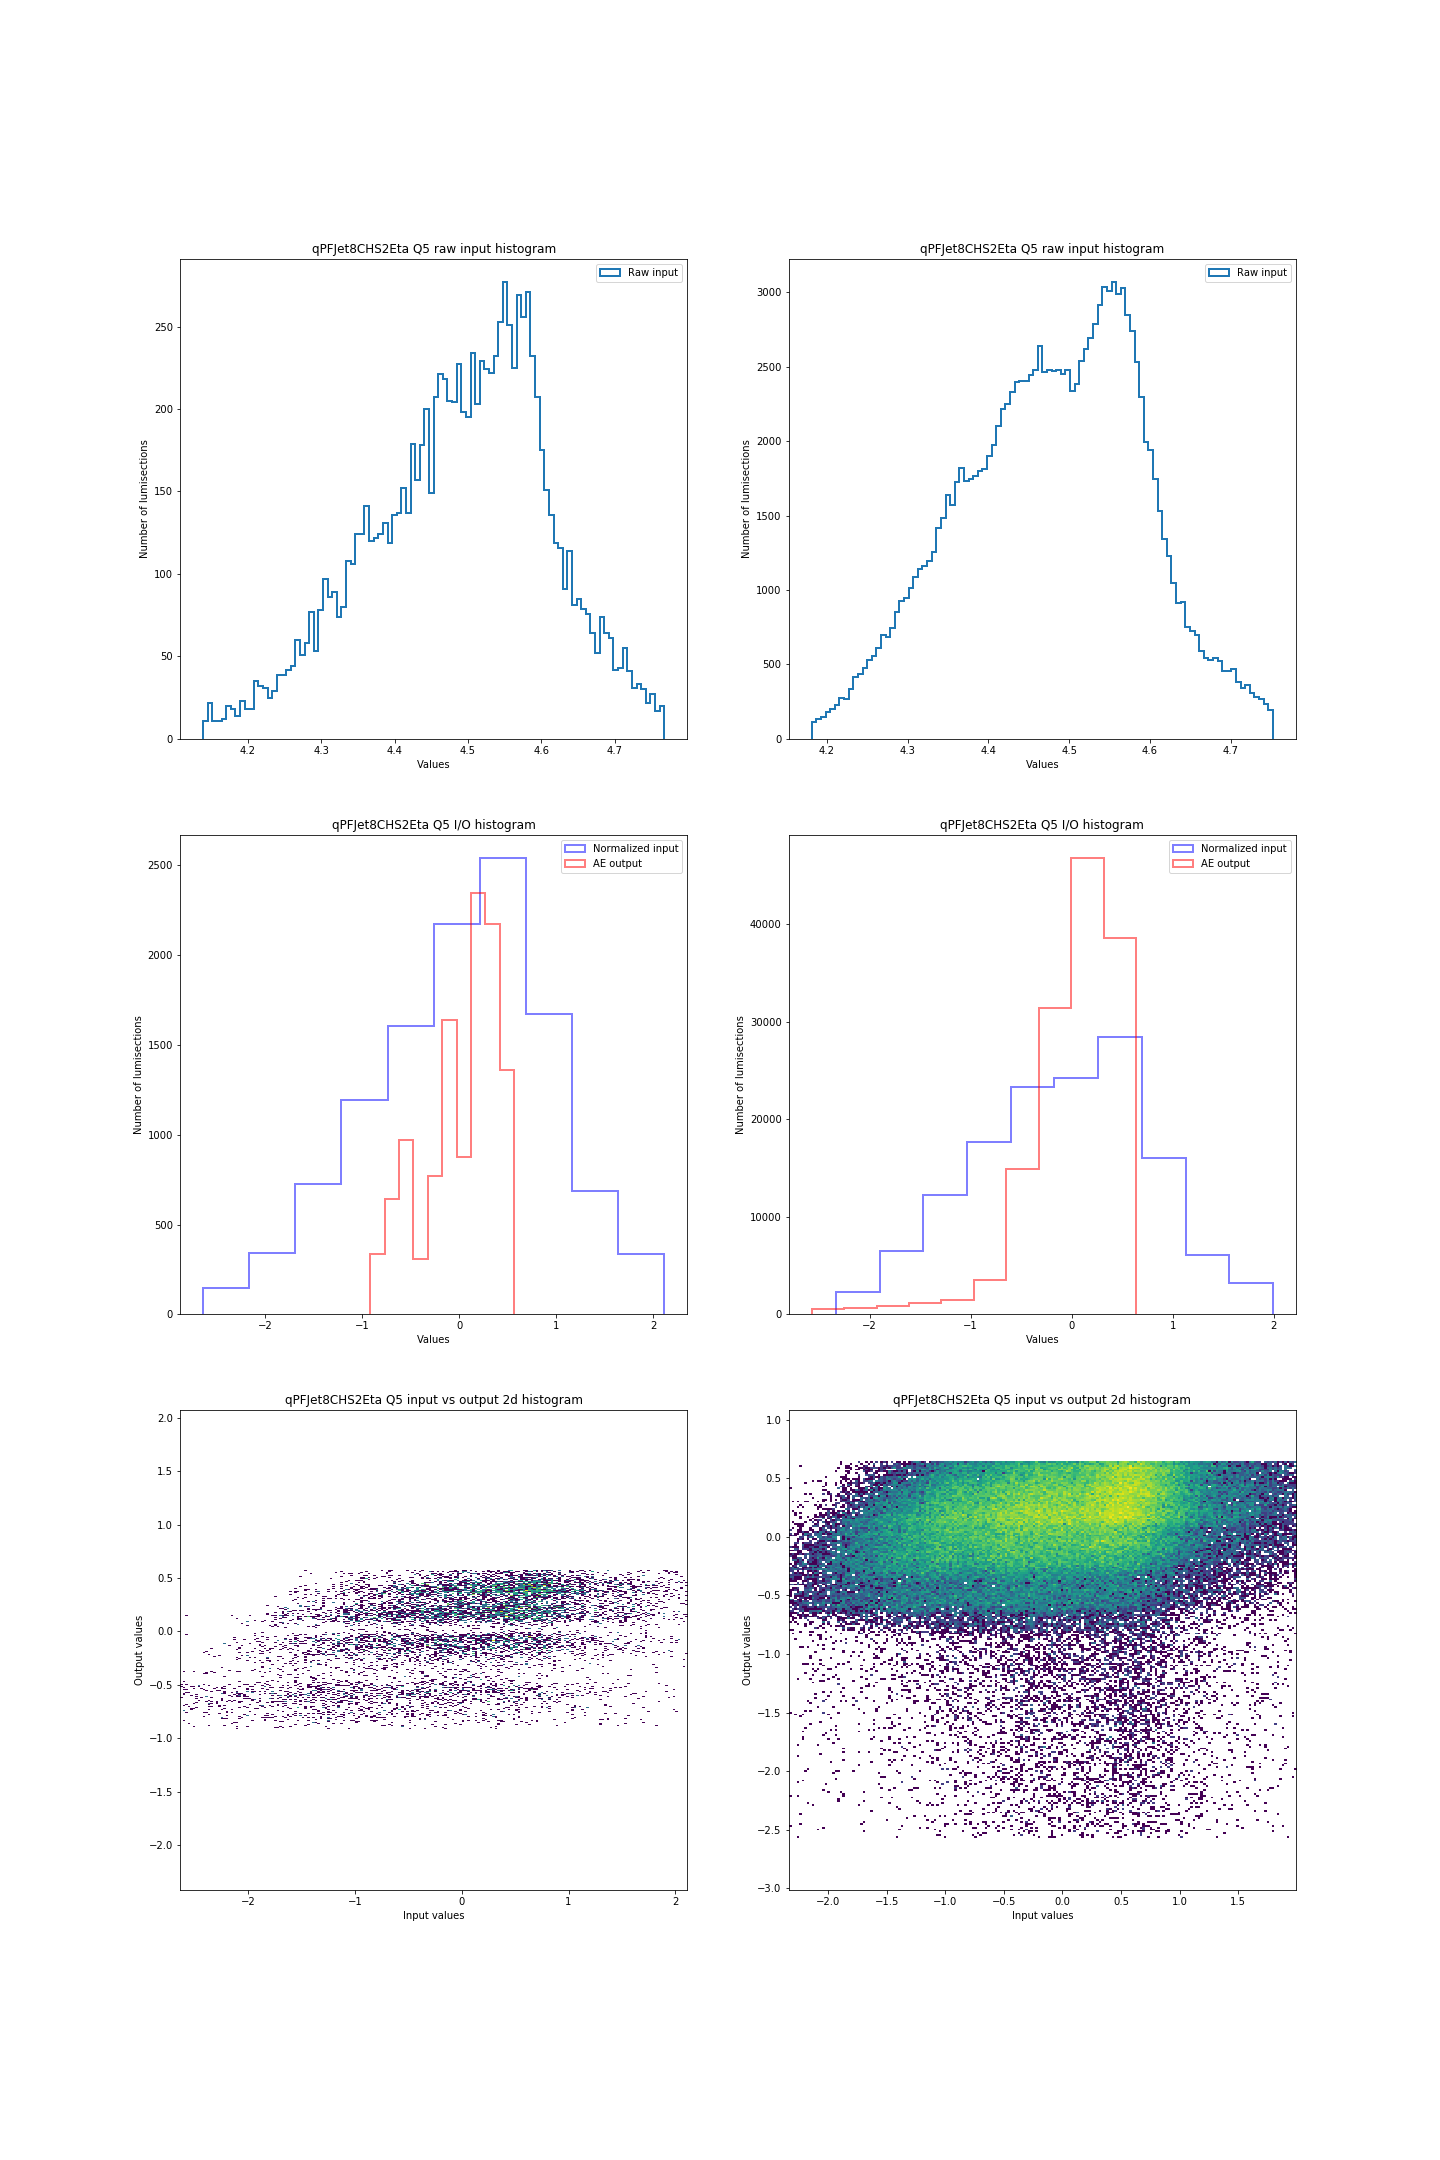 qPFJet8CHS2Eta Q5 raw input histogram
Raw input
250
200
150
100
50
0
Number of lumisections
4.2 4.3 4.4 4.5 4.6 4.7
Values
qPFJet8CHS2Eta Q5 raw input histogram
Raw input
3000
2500
2000
1500
1000
500
0
Number of lumisections
4.2 4.3 4.4 4.5 4.6 4.7
Values
qPFJet8CHS2Eta Q5 I/O histogram
Normalized input
AE output
2500
2000
1500
1000
500
0
Number of lumisections
−2 −1 0 1 2
Values
qPFJet8CHS2Eta Q5 I/O histogram
Normalized input
AE output
40000
30000
20000
10000
0
Number of lumisections
−2 −1 0 1 2
Values
qPFJet8CHS2Eta Q5 input vs output 2d histogram
2.0
1.5
1.0
0.5
0.0
−0.5
−1.0
−1.5
−2.0
Output values
−2 −1 0 1 2
Input values
qPFJet8CHS2Eta Q5 input vs output 2d histogram
1.0
0.5
0.0
−0.5
−1.0
−1.5
−2.0
−2.5
−3.0
Output values
−2.0 −1.5 −1.0 −0.5 0.0 0.5 1.0 1.5
Input values